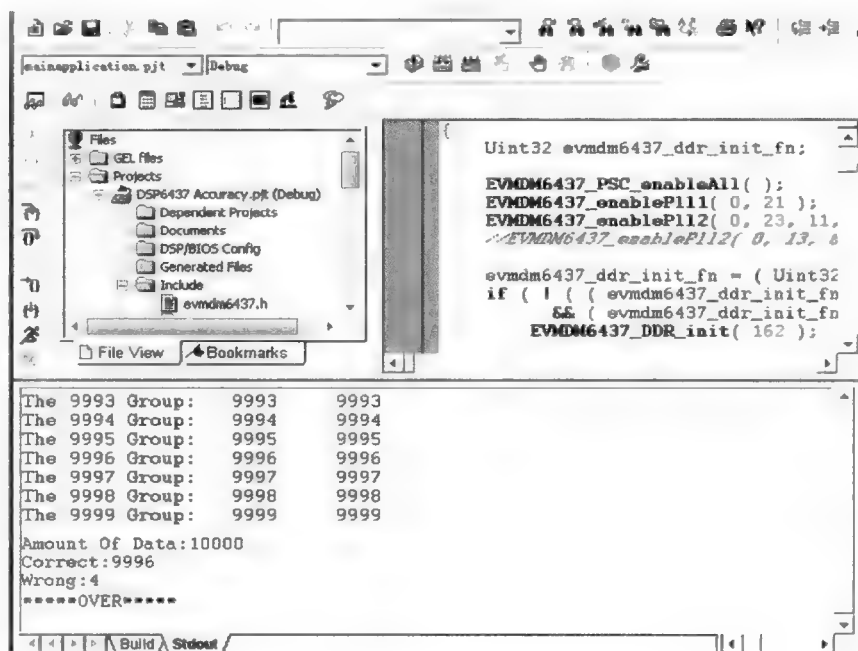 mainapplication.pjt
Debug
Files
GEL files
Projects
DSP6437 Accuracy.pjt (Debug)
Dependent Projects
Documents
DSP/BIOS Config
Generated Files
Include
evmdm6437.h
File View
Bookmarks
{
Uint32 evmdm6437_ddr_init_fn;
EVMDM6437_PSC_enableAll( );
EVMDM6437_enablePll1( 0, 21 );
EVMDM6437_enablePll2( 0, 23, 11,
//EVMDM6437_enablePll2( 0, 13,
evmdm6437_ddr_init_fn = ( Uint32
if ( ! ( ( evmdm6437_ddr_init_fn
&& ( evmdm6437_ddr_init_fn
EVMDM6437_DDR_init( 162 );
The 9993 Group: 9993 9993
The 9994 Group: 9994 9994
The 9995 Group: 9995 9995
The 9996 Group: 9996 9996
The 9997 Group: 9997 9997
The 9998 Group: 9998 9998
The 9999 Group: 9999 9999
Amount Of Data:10000
Correct:9996
Wrong:4
=====OVER=====
Build
Stdout